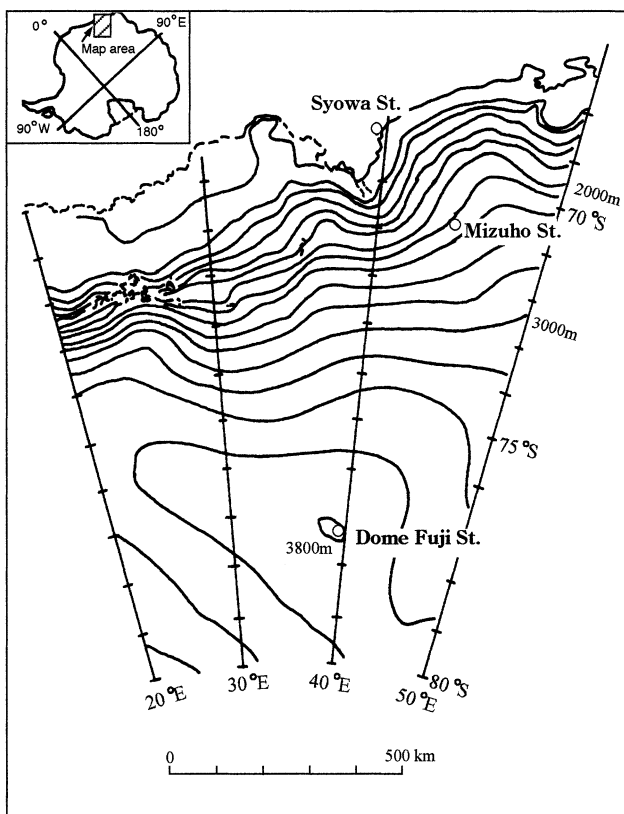 0°
90°E
Map area
90°W
180°
Syowa St.
2000m
70 °S
Mizuho St.
3000m
75 °S
3800m
Dome Fuji St.
20 °E
30 °E
40 °E
50 °E
80 °S
0
500 km